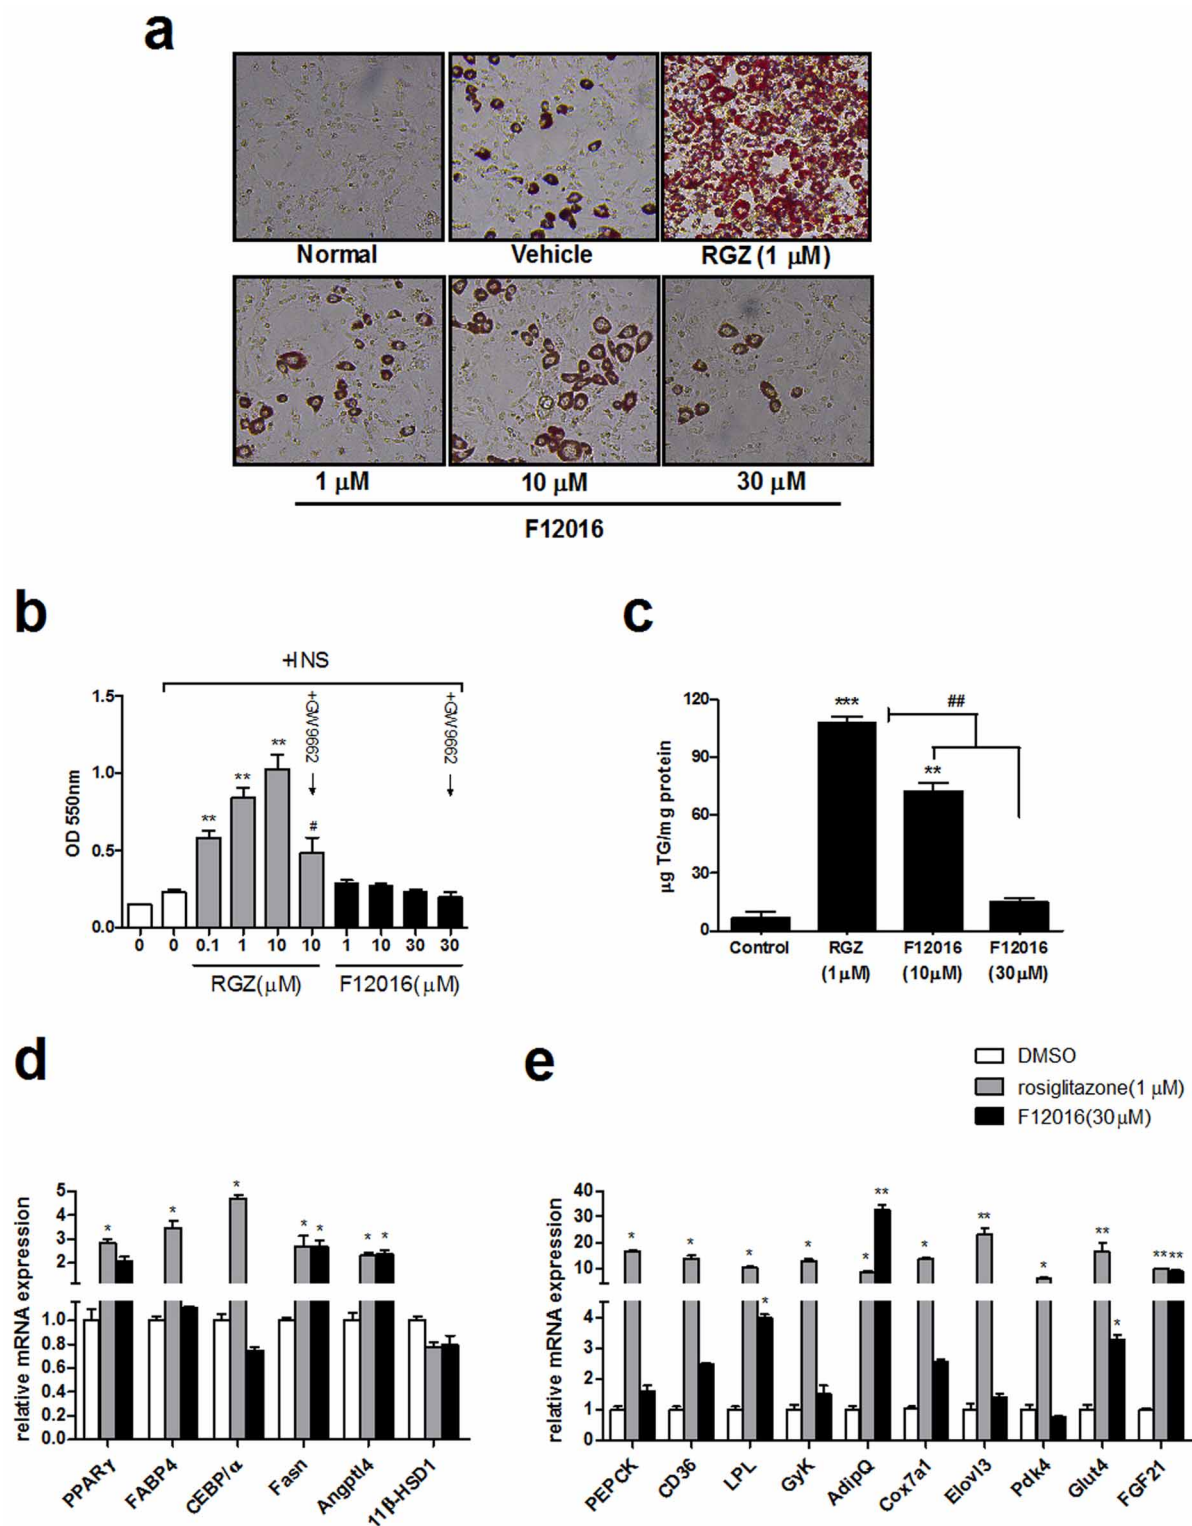 a
Normal
Vehicle
RGZ (1 μM)
1 μM
10 μM
30 μM
F12016
b
+INS
+GW9662
+GW9662
OD 550nm
1.5
1.0
0.5
0.0
**
**
**
#
0 0 0.1 1 10 10 1 10 30 30
RGZ(μM)
F12016(μM)
c
μg TG/mg protein
120
90
60
30
0
***
**
##
Control
RGZ
(1μM)
F12016
(10μM)
F12016
(30μM)
d
relative mRNA expression
5
4
3
2
1.0
0.8
0.6
0.4
0.2
0.0
* * * * * * *
PPARγ
FABP4
CEBP/α
Fasn
Angptl4
11β-HSD1
e
DMSO
rosiglitazone(1 μM)
F12016(30μM)
relative mRNA expression
40
30
20
10
4
3
2
1
0
* * * * * * ** * ** * ** ** **
PEPCK
CD36
LPL
GyK
AdipQ
Cox7a1
Elovl3
Pdk4
Glut4
FGF21